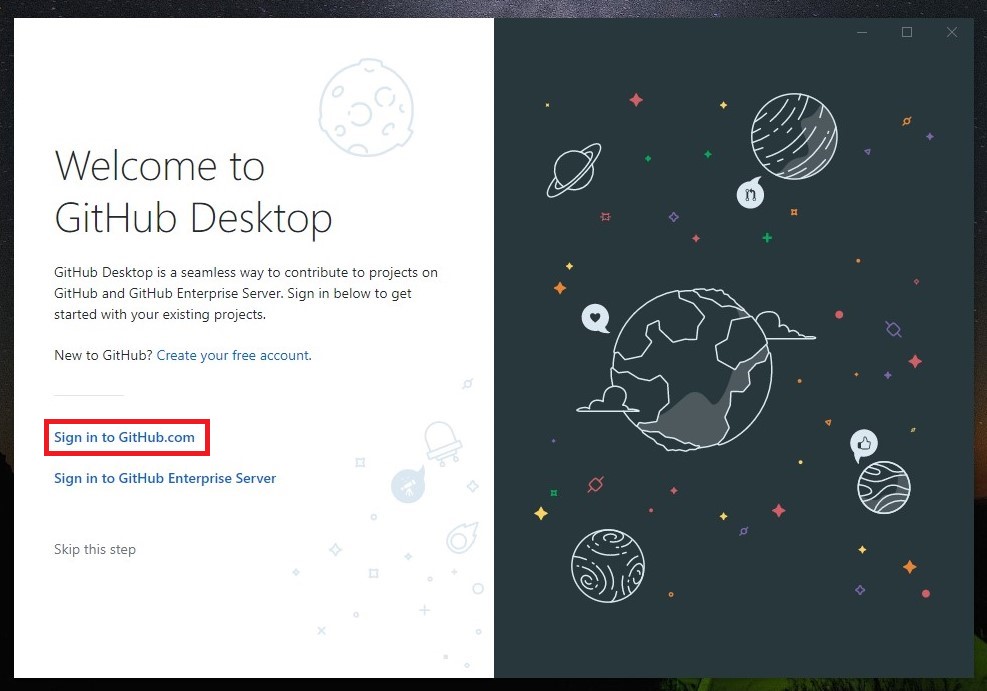 Welcome to
GitHub Desktop
GitHub Desktop is a seamless way to contribute to projects on
GitHub and GitHub Enterprise Server. Sign in below to get
started with your existing projects.
New to GitHub? Create your free account.
Sign in to GitHub.com
Sign in to GitHub Enterprise Server
Skip this step